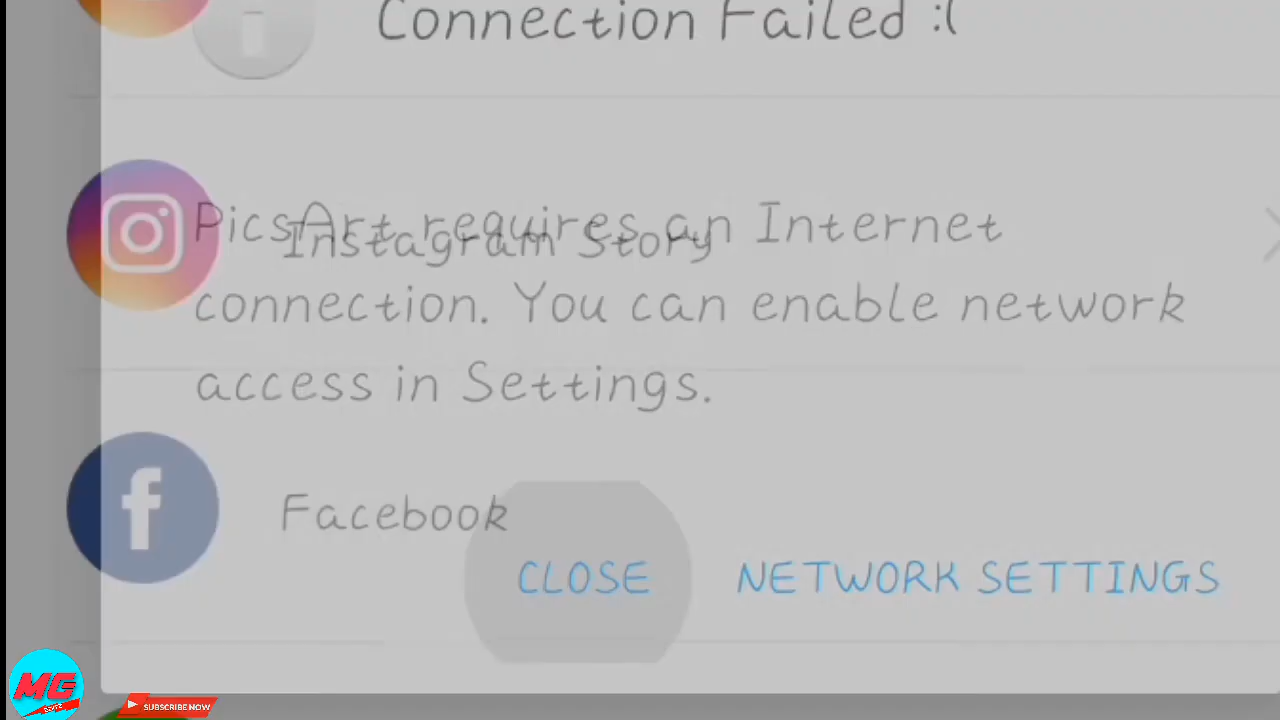 Connection Failed :(
PicsArt requires an Internet
Instagram Story
connection. You can enable network
access in Settings.
Facebook
CLOSE NETWORK SETTINGS
MG
SUBSCRIBE NOW